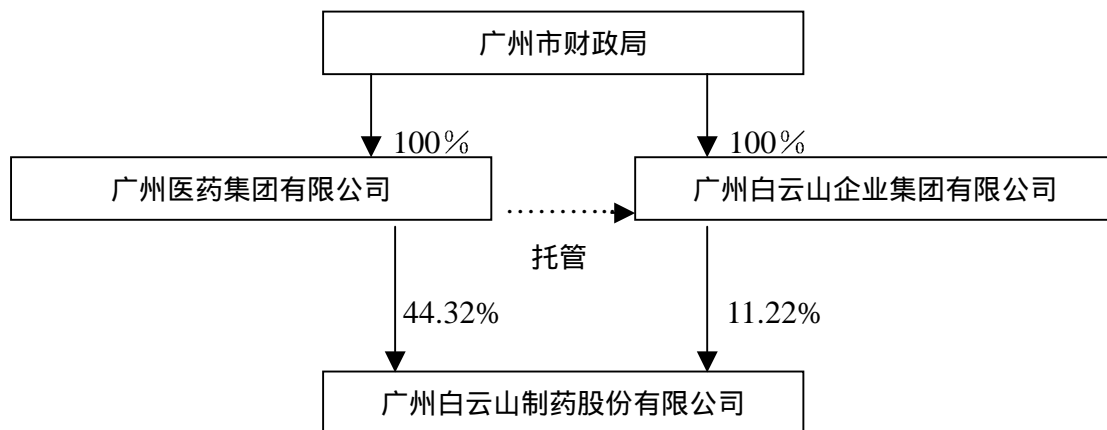 广州市财政局
100％
100％
广州医药集团有限公司
广州白云山企业集团有限公司
托管
44.32%
11.22%
广州白云山制药股份有限公司